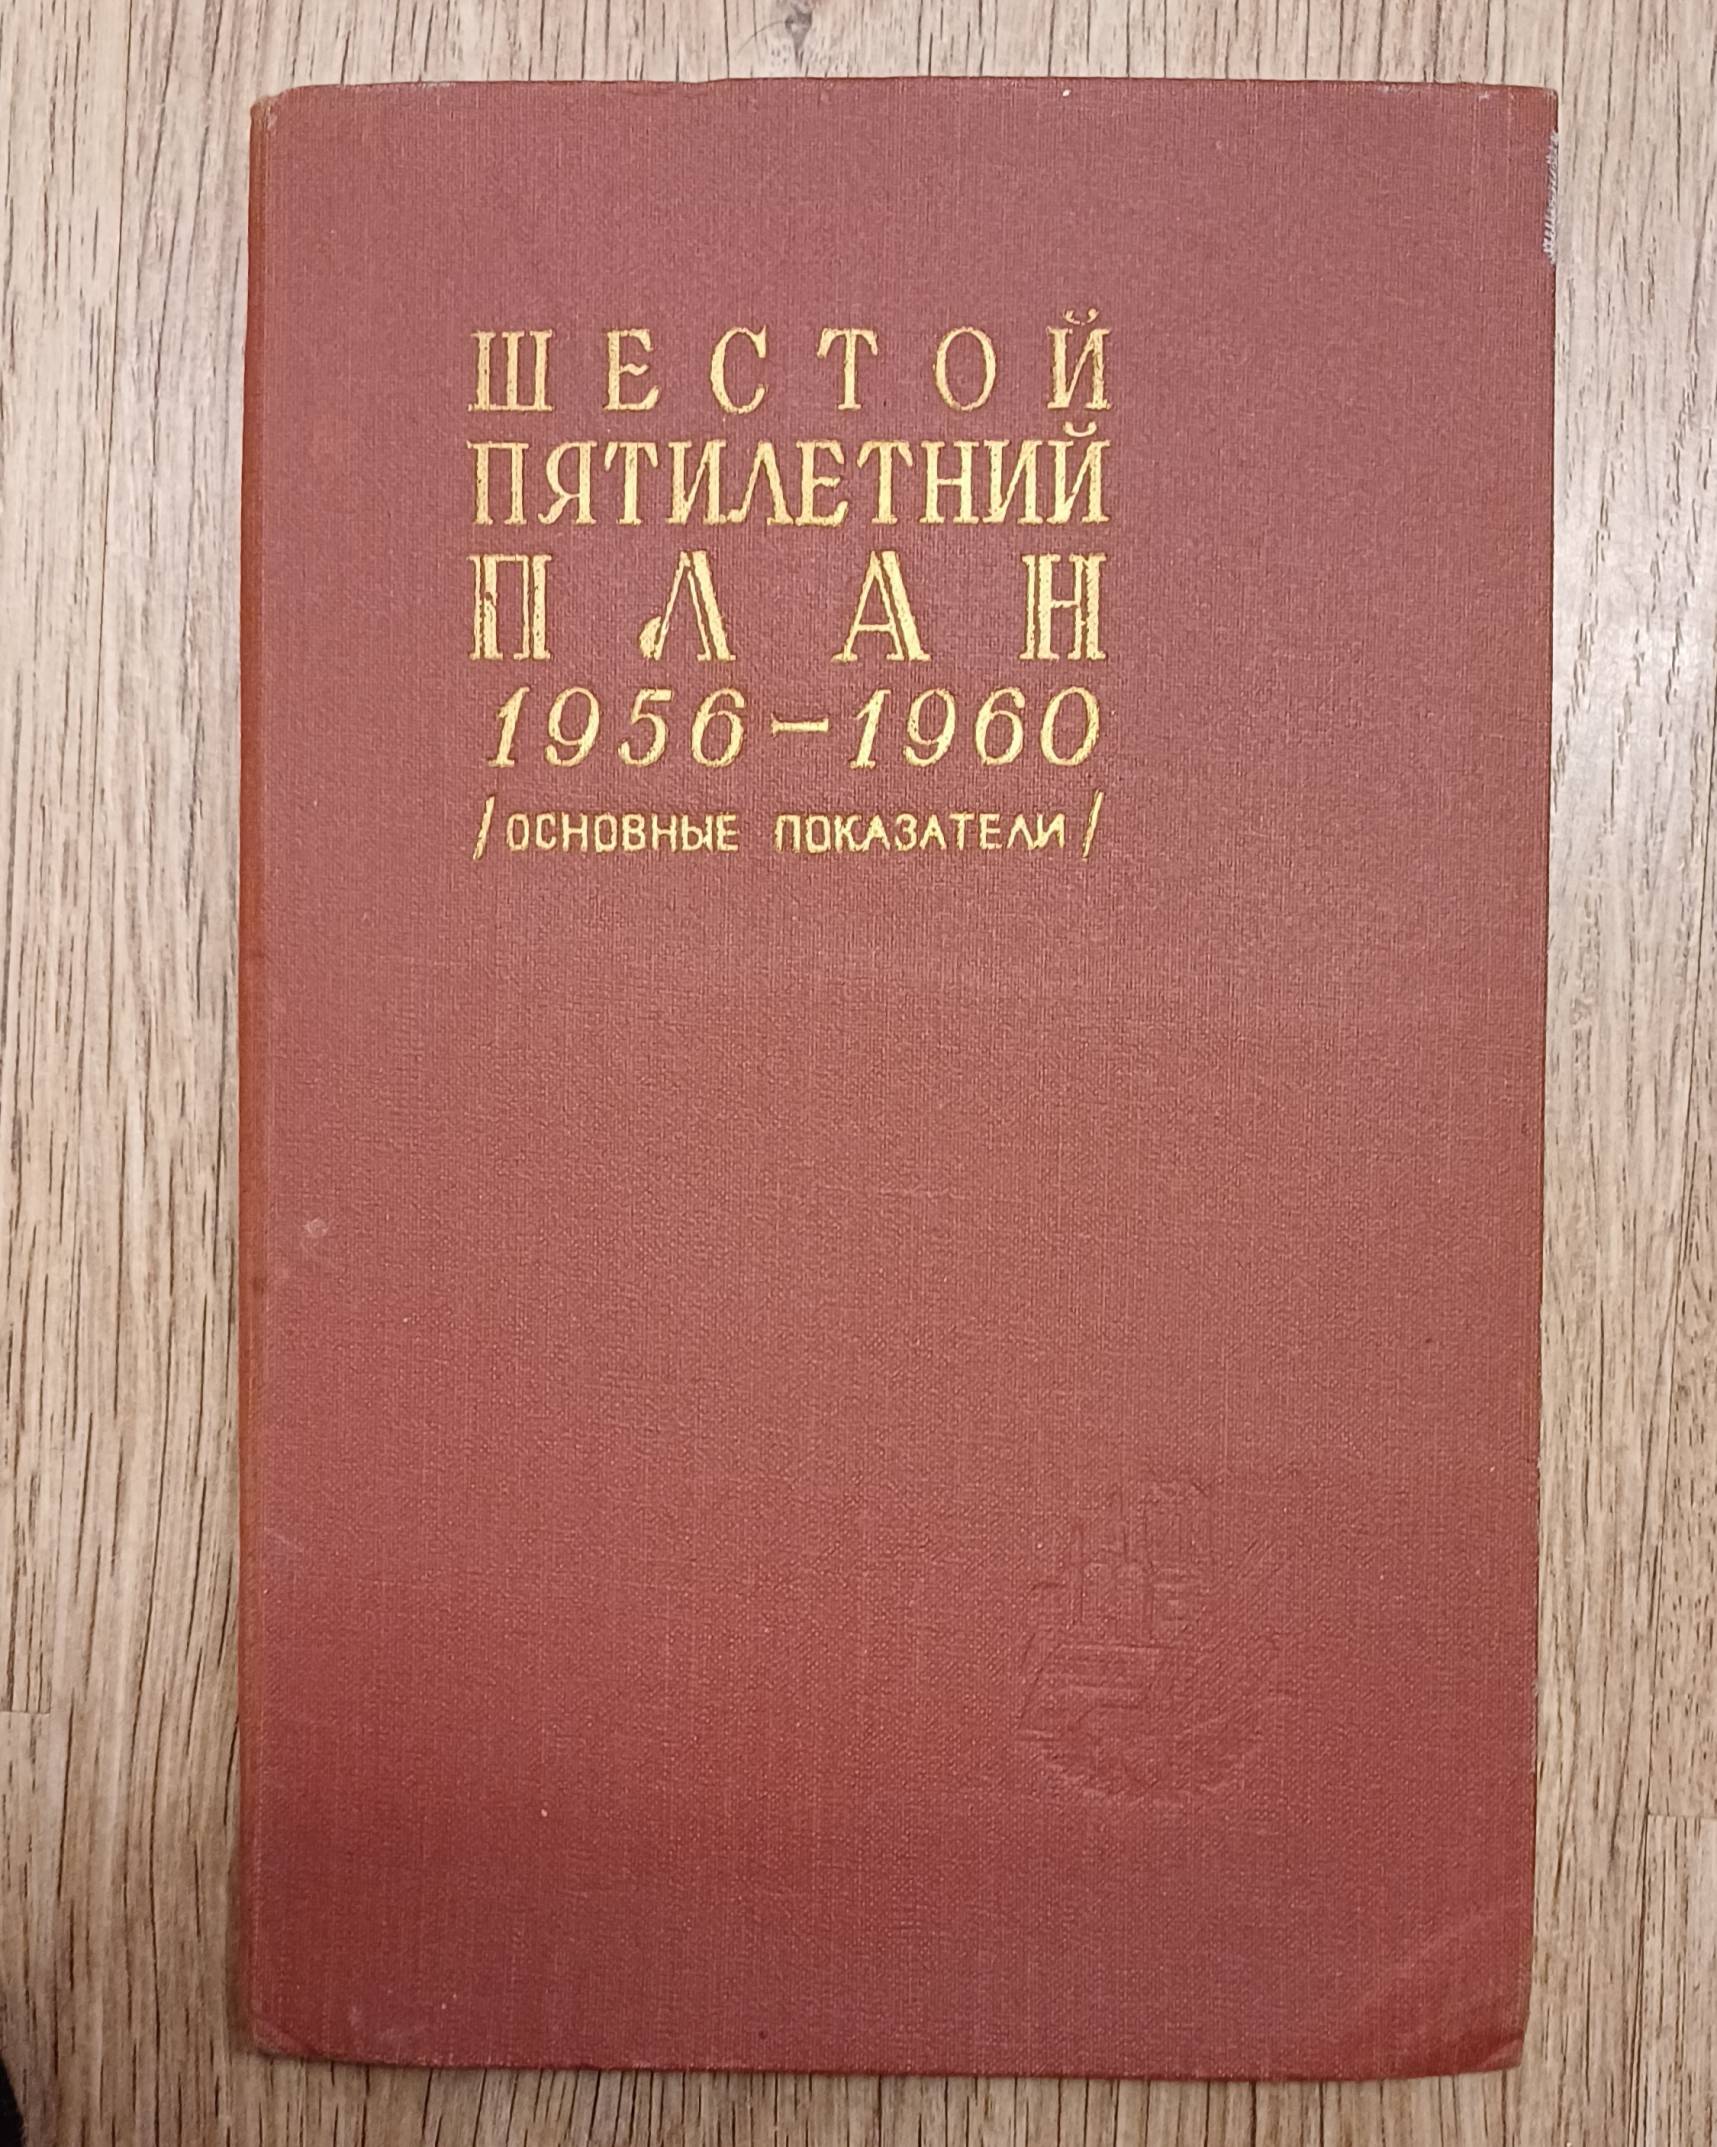 ШЕСТОЙ
ПЯТИЛЕТНИЙ
ПЛАН
1956–1960
/ОСНОВНЫЕ ПОКАЗАТЕЛИ/